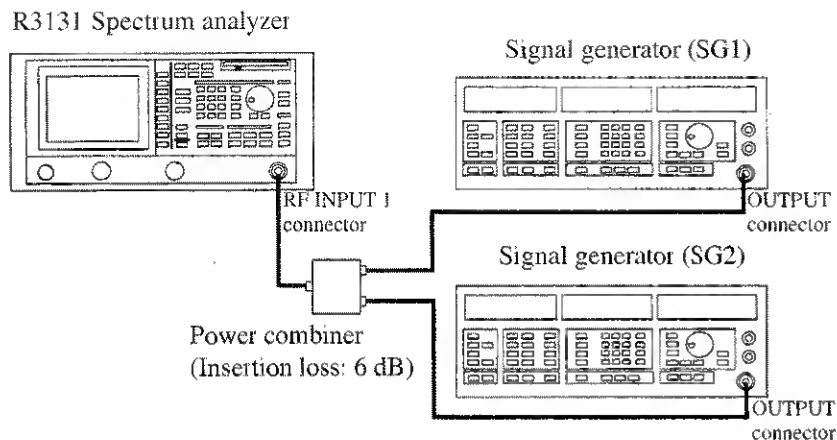 R3131 Spectrum analyzer
Signal generator (SG1)
RF INPUT 1
connector
OUTPUT
connector
Signal generator (SG2)
Power combiner
(Insertion loss: 6 dB)
OUTPUT
connector